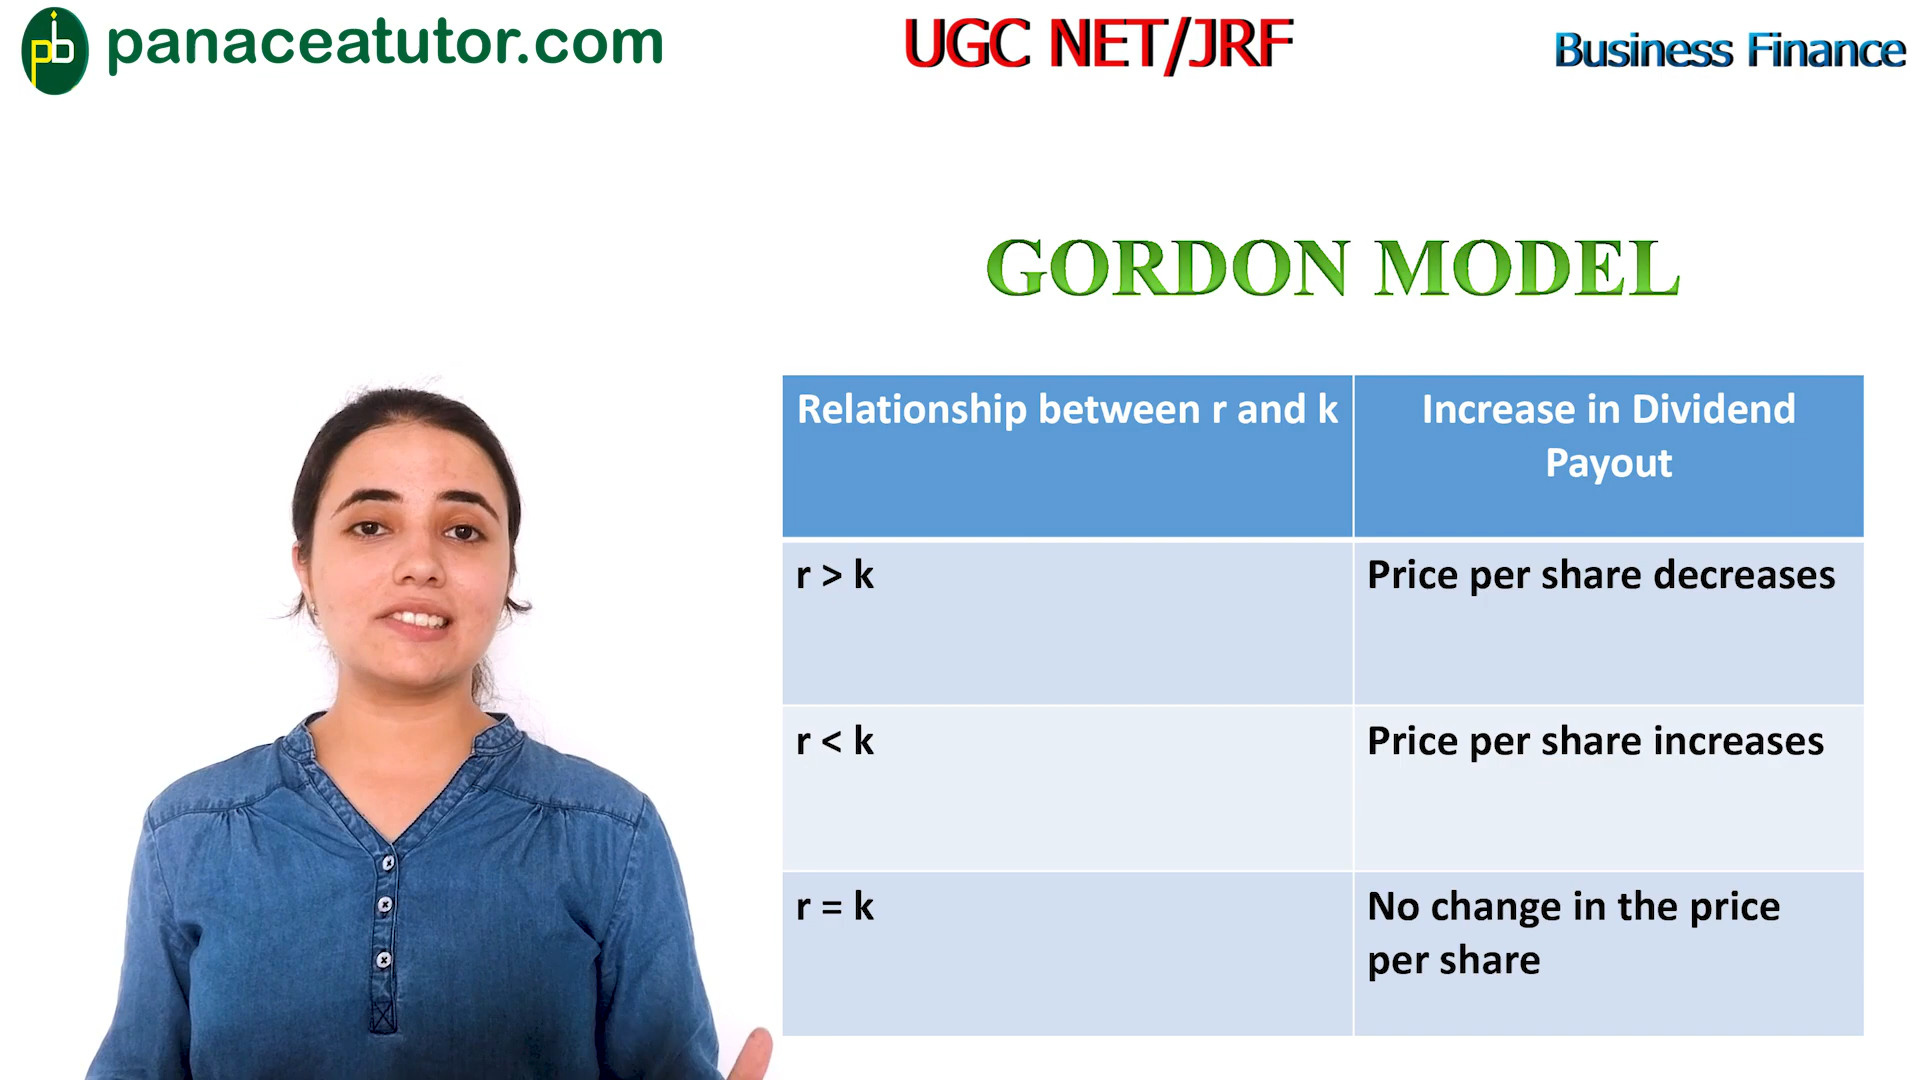 pb panaceatutor.com
UGC NET/JRF
Business Finance
GORDON MODEL
Relationship between r and k
Increase in Dividend
Payout
r > k
Price per share decreases
r < k
Price per share increases
r = k
No change in the price
per share